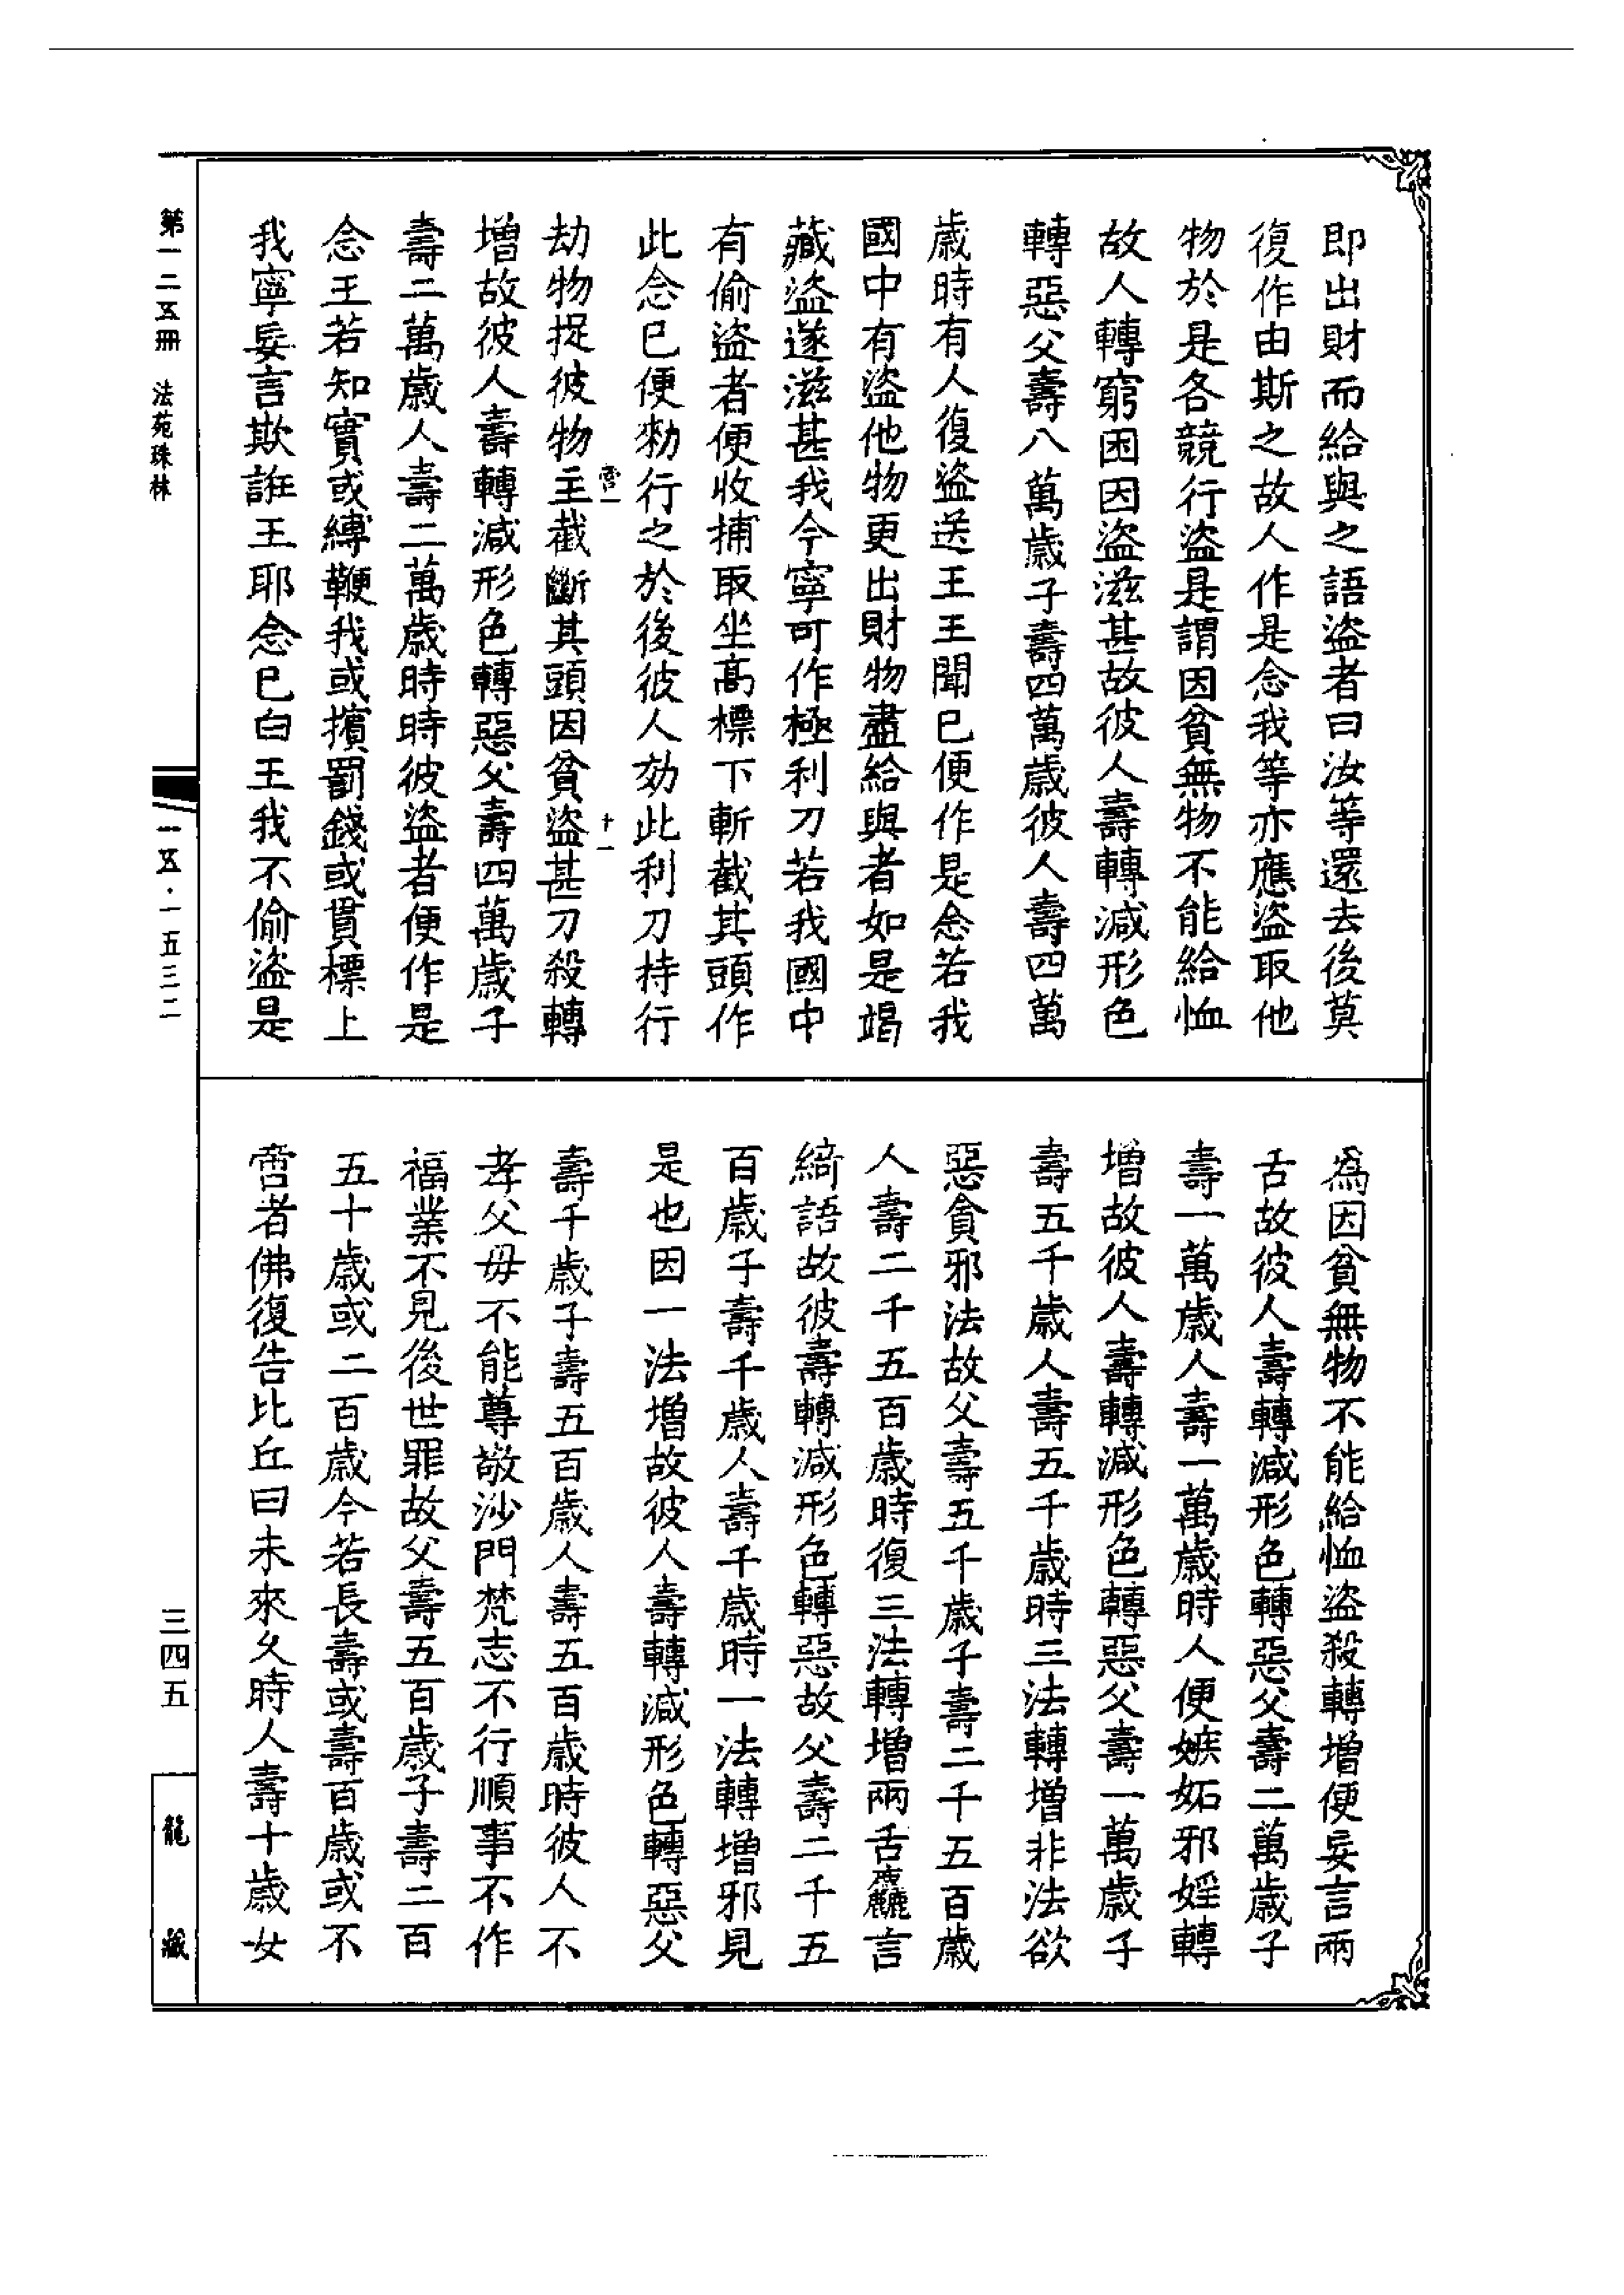 即出財而給與之語盜者曰汝等還去後莫
復作由斯之故人作是念我等亦應盜取他
物於是各競行盜是謂因貧無物不能給恤
故人轉窮困因盜滋甚故彼人壽轉減形色
轉惡父壽八萬歲子壽四萬歲彼人壽四萬
歲時有人復盜送王王聞已便作是念若我
國中有盜他物更出財物盡給與者如是竭
藏盜遂滋甚我今寧可作極利刀若我國中
有偷盜者便收捕取坐高標下斬截其頭作
此念已便勑行之於後彼人効此利刀持行
劫物捉彼物主截斷其頭因貧盜甚刀殺轉
增故彼人壽轉減形色轉惡父壽四萬歲子
壽二萬歲人壽二萬歲時時彼盜者便作是
念王若知實或縛鞭我或擯罰錢或貫標上
我寧妄言欺誑王耶念已白王我不偷盜是
為因貧無物不能給恤盜殺轉增便妄言兩
舌故彼人壽轉減形色轉惡父壽二萬歲子
壽一萬歲人壽一萬歲時人便嫉妬邪婬轉
增故彼人壽轉減形色轉惡父壽一萬歲子
壽五千歲人壽五千歲時三法轉增非法欲
惡貪邪法故父壽五千歲子壽二千五百歲
人壽二千五百歲時復三法轉增兩舌麤言
綺語故彼壽轉減形色轉惡故父壽二千五
百歲子壽千歲人壽千歲時一法轉增邪見
是也因一法增故彼人壽轉減形色轉惡父
壽千歲子壽五百歲人壽五百歲時彼人不
孝父母不能尊敬沙門梵志不行順事不作
福業不見後世罪故父壽五百歲子壽二百
五十歲或二百歲今若長壽或壽百歲或不
啻者佛復告比丘曰未來久時人壽十歲女
第一二五冊 法苑珠林
一五·一五三二
三四五
龍藏
十一